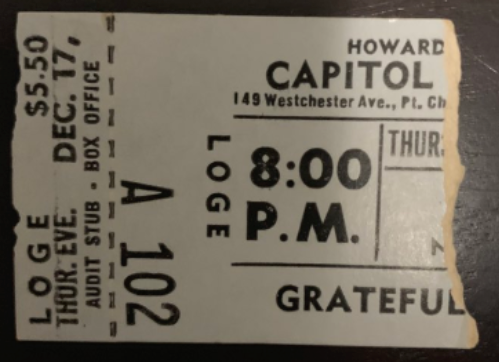 LOGE $5.50
THUR. EVE. DEC. 17,
AUDIT STUB - BOX OFFICE
A 102
LOGE
HOWARD
CAPITOL
149 Westchester Ave., Pt. Ch
8:00
P.M.
THUR
GRATEFUL